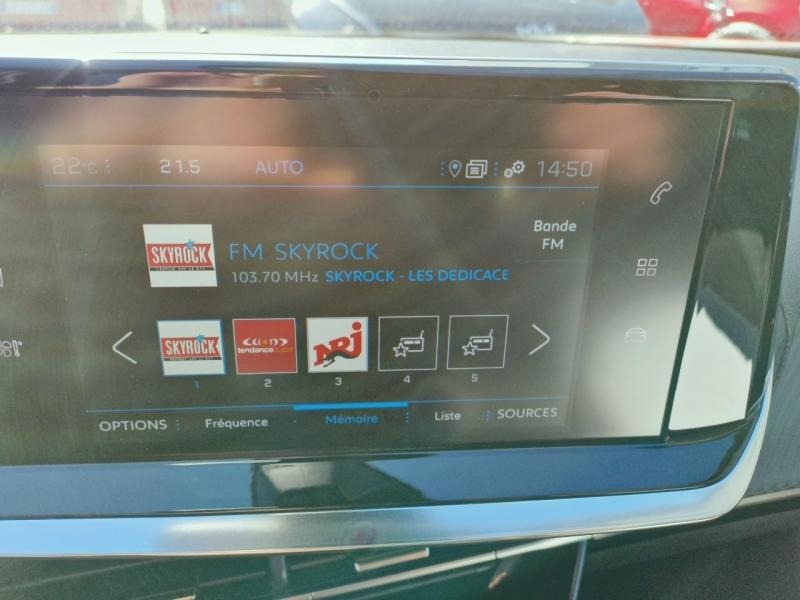 22°C 21.5 AUTO 14:50
SKYROCK
FM SKYROCK
103.70 MHz SKYROCK - LES DEDICACE
Bande
FM
SKYROCK
tendanceouest
NRJ
1 2 3 4 5
OPTIONS Fréquence Mémoire Liste SOURCES